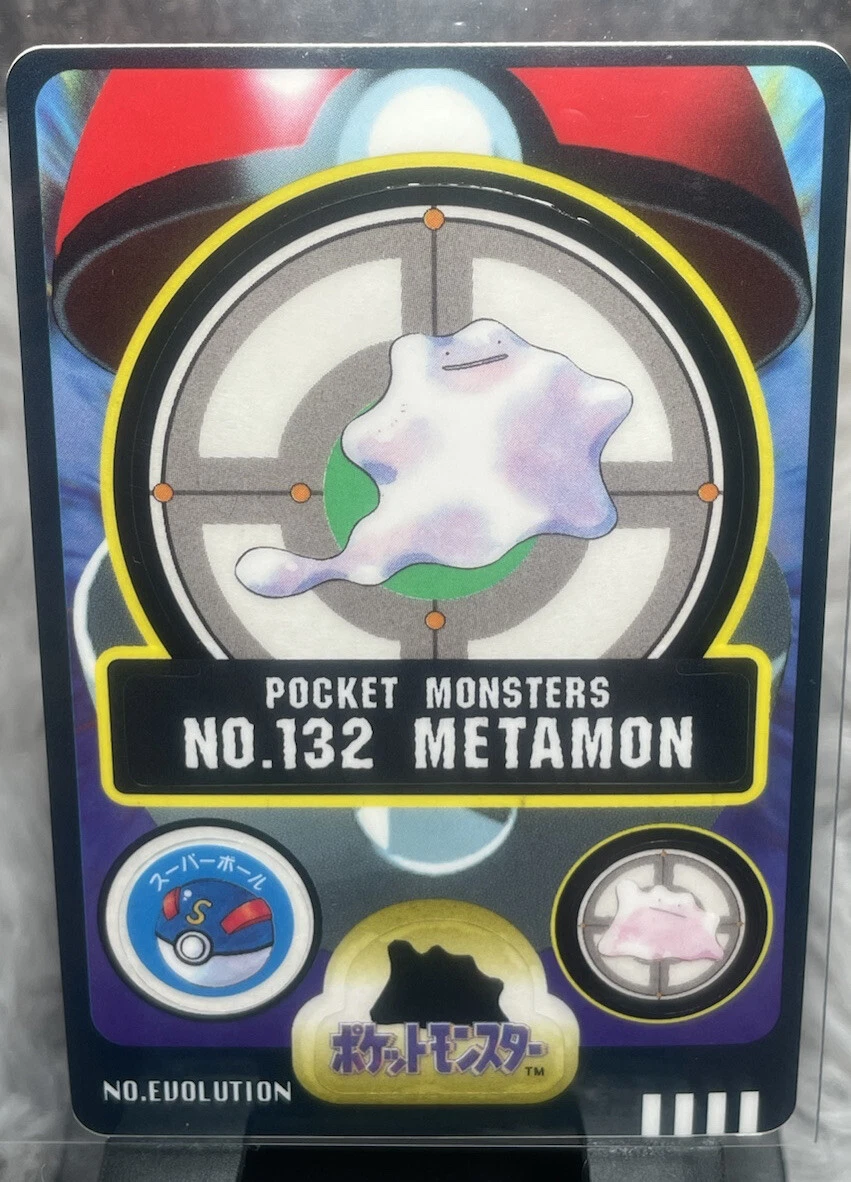 POCKET MONSTERS
NO.132 METAMON
スーパーボール
S
ポケットモンスター
TM
NO.EVOLUTION